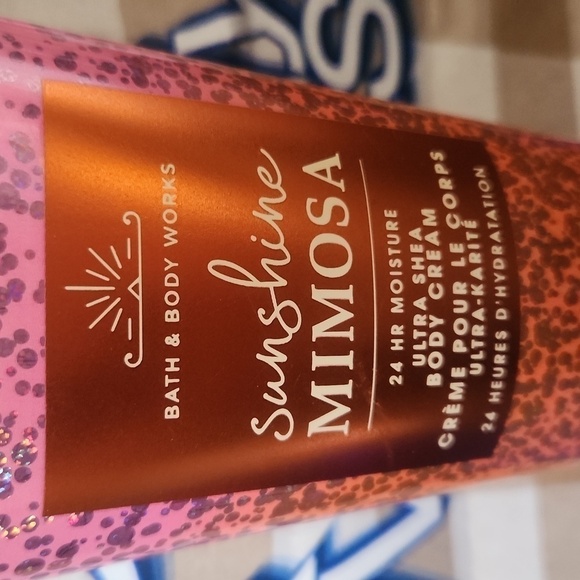 BATH & BODY WORKS
Sunshine
MIMOSA
24 HR MOISTURE
ULTRA SHEA
BODY CREAM
CRÈME POUR LE CORPS
ULTRA-KARITÉ
24 HEURES D'HYDRATATION